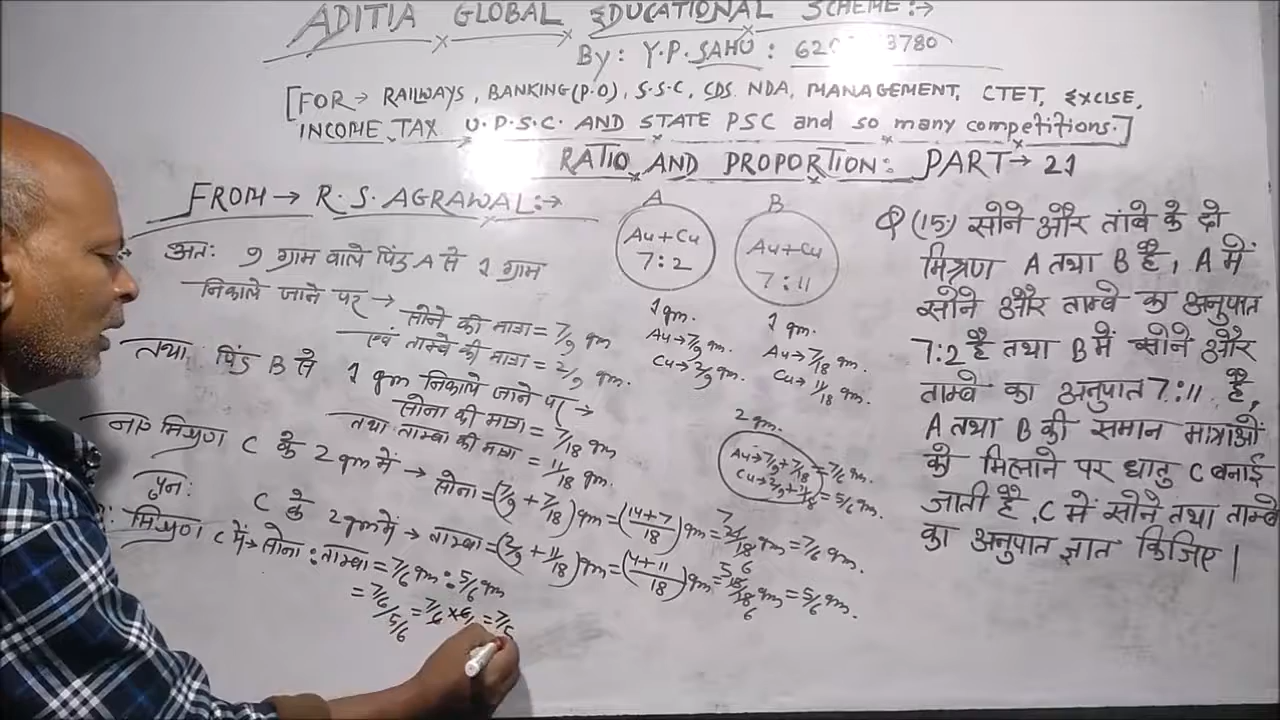 ADITIA GLOBAL EDUCATIONAL SCHEME:→
By: Y.P. SAHU: 62 3780
[FOR→ RAILWAYS, BANKING(P.O), S.S.C, CDS. NDA, MANAGEMENT, CTET, EXCISE,
INCOME TAX U.P.S.C. AND STATE PSC and so many competitions.]
RATIO AND PROPORTION: PART→ 21
FROM→ R.S. AGRAWAL:→
अतः 9 ग्राम वाले पिंड A से 1 ग्राम
निकाले जाने पर → सोने की मात्रा = 7/9 gm
एवं ताम्बे की मात्रा = 2/9 gm.
तथा पिंड B से 1 gm निकाले जाने पर →
सोना की मात्रा = 7/18 gm
तथा ताम्बा की मात्रा = 11/18 gm.
मिश्रण C के 2 gm में → सोना = (7/9 + 7/18) gm = (14+7/18) gm = 21/18 gm = 7/6 gm.
पुनः C के 2 gm में → ताम्बा = (2/9 + 11/18) gm = (4+11/18) gm = 15/18 gm = 5/6 gm.
मिश्रण C में → सोना : ताम्बा = 7/6 gm : 5/6 gm
= 7/6 / 5/6 = 7/6 × 6/ = 7/5
A
Au+Cu
7:2
1 gm.
Au→7/9 gm.
Cu→2/9 gm.
B
Au+Cu
7:11
1 gm.
Au→7/18 gm.
Cu→11/18 gm.
2 gm.
Au→7/9+7/18=7/6 gm.
Cu→2/9+11/18=5/6 gm.
Q (15.) सोने और तांबे के दो
मिश्रण A तथा B है, A में
सोने और ताम्बे का अनुपात
7:2 है तथा B में सोने और
ताम्बे का अनुपात 7:11 है,
A तथा B की समान मात्राओं
को मिलाने पर धातु C बनाई
जाती है, C में सोने तथा ताम्बे
का अनुपात ज्ञात किजिए।